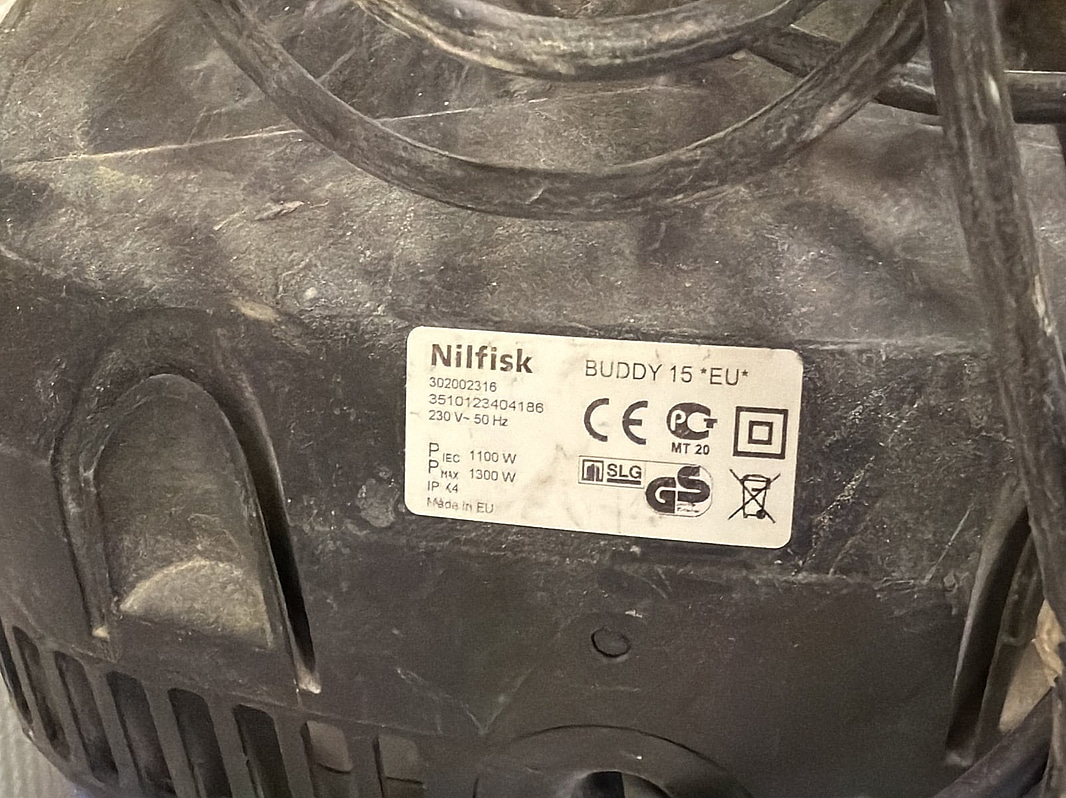 Nilfisk
302002316
3510123404186
230 V~ 50 Hz
P IEC 1100 W
P MAX 1300 W
IP X4
Made in EU
BUDDY 15 *EU*
CE PCT
MT 20
SLG
GS